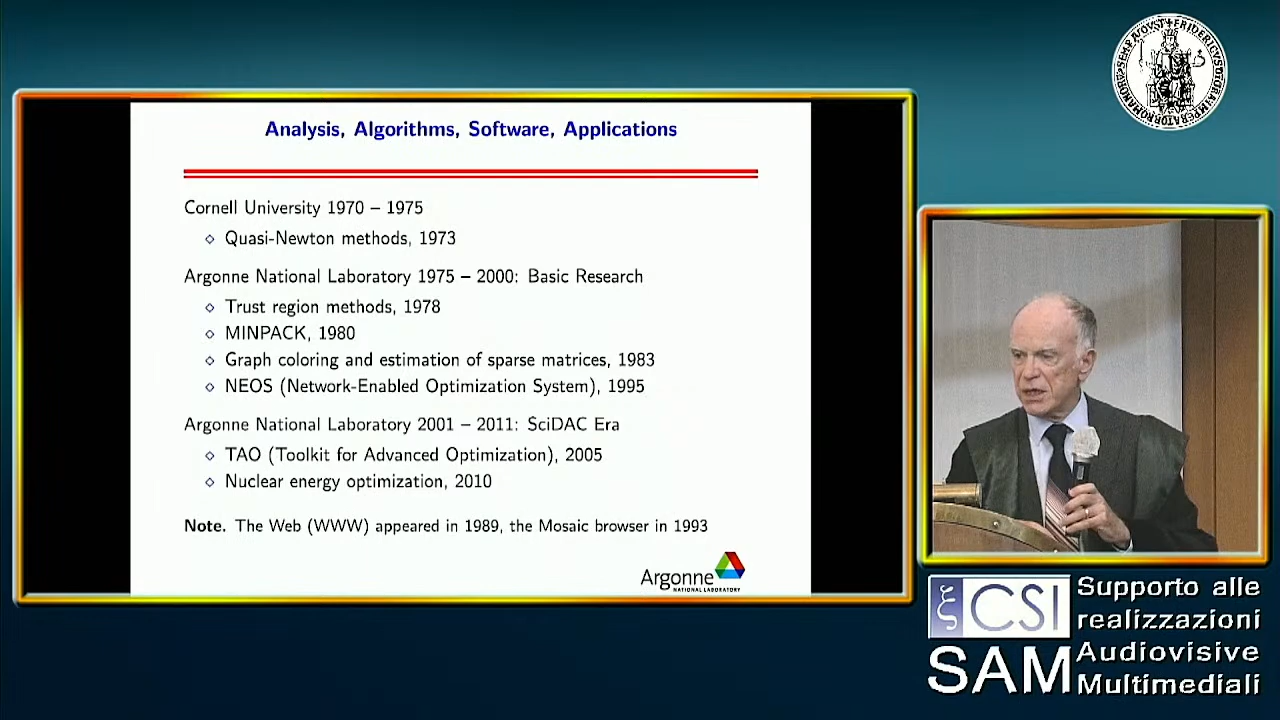 Analysis, Algorithms, Software, Applications
Cornell University 1970 – 1975
Quasi-Newton methods, 1973
Argonne National Laboratory 1975 – 2000: Basic Research
Trust region methods, 1978
MINPACK, 1980
Graph coloring and estimation of sparse matrices, 1983
NEOS (Network-Enabled Optimization System), 1995
Argonne National Laboratory 2001 – 2011: SciDAC Era
TAO (Toolkit for Advanced Optimization), 2005
Nuclear energy optimization, 2010
Note. The Web (WWW) appeared in 1989, the Mosaic browser in 1993
Argonne
NATIONAL LABORATORY
ξ CSI
SAM
Supporto alle
realizzazioni
Audiovisive
Multimediali